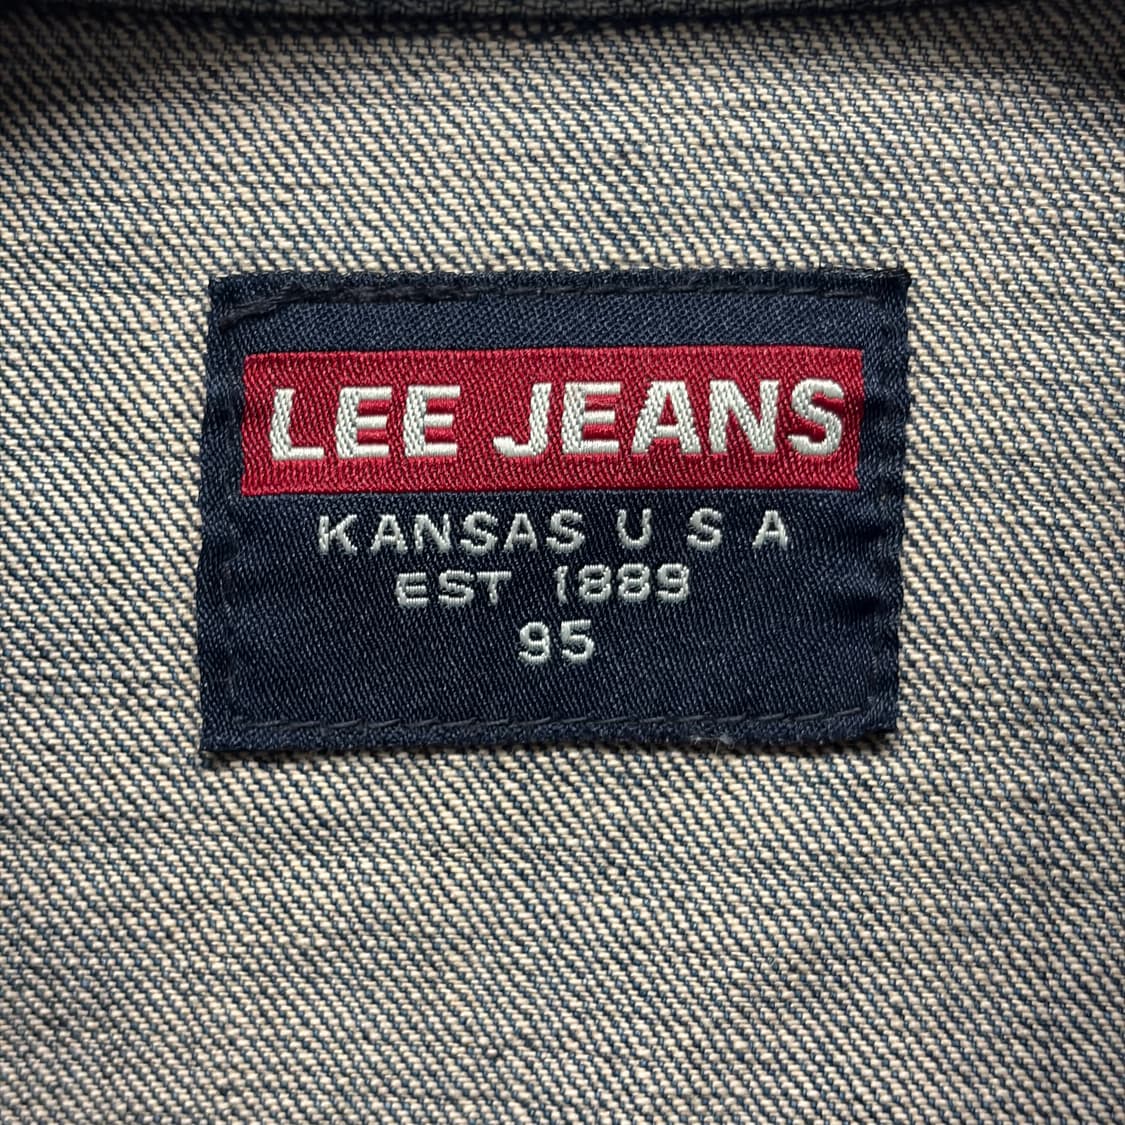 LEE JEANS
KANSAS U S A
EST 1889
95